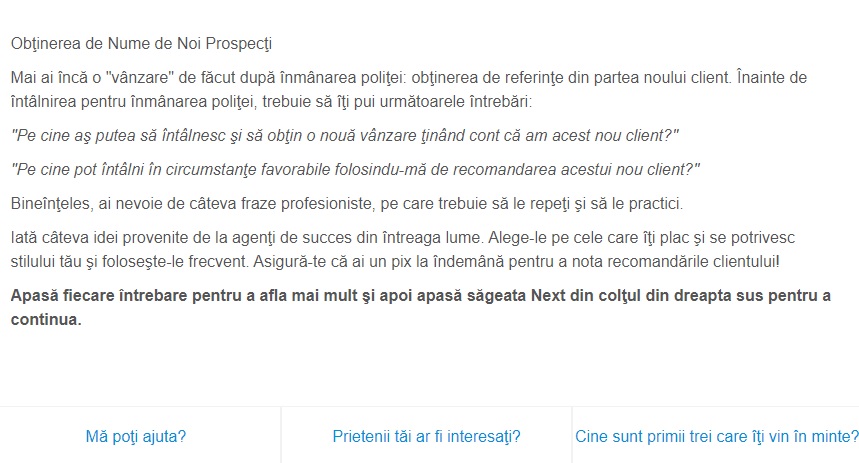 Obţinerea de Nume de Noi Prospecţi
Mai ai încă o "vânzare" de făcut după înmânarea poliţei: obţinerea de referinţe din partea noului client. Înainte de
întâlnirea pentru înmânarea poliţei, trebuie să îţi pui următoarele întrebări:
"Pe cine aş putea să întâlnesc şi să obţin o nouă vânzare ţinând cont că am acest nou client?"
"Pe cine pot întâlni în circumstanţe favorabile folosindu-mă de recomandarea acestui nou client?"
Bineînţeles, ai nevoie de câteva fraze profesioniste, pe care trebuie să le repeţi şi să le practici.
Iată câteva idei provenite de la agenţi de succes din întreaga lume. Alege-le pe cele care îţi plac şi se potrivesc
stilului tău şi foloseşte-le frecvent. Asigură-te că ai un pix la îndemână pentru a nota recomandările clientului!
Apasă fiecare întrebare pentru a afla mai mult şi apoi apasă săgeata Next din colţul din dreapta sus pentru a
continua.
Mă poţi ajuta?
Prietenii tăi ar fi interesaţi?
Cine sunt primii trei care îţi vin în minte?